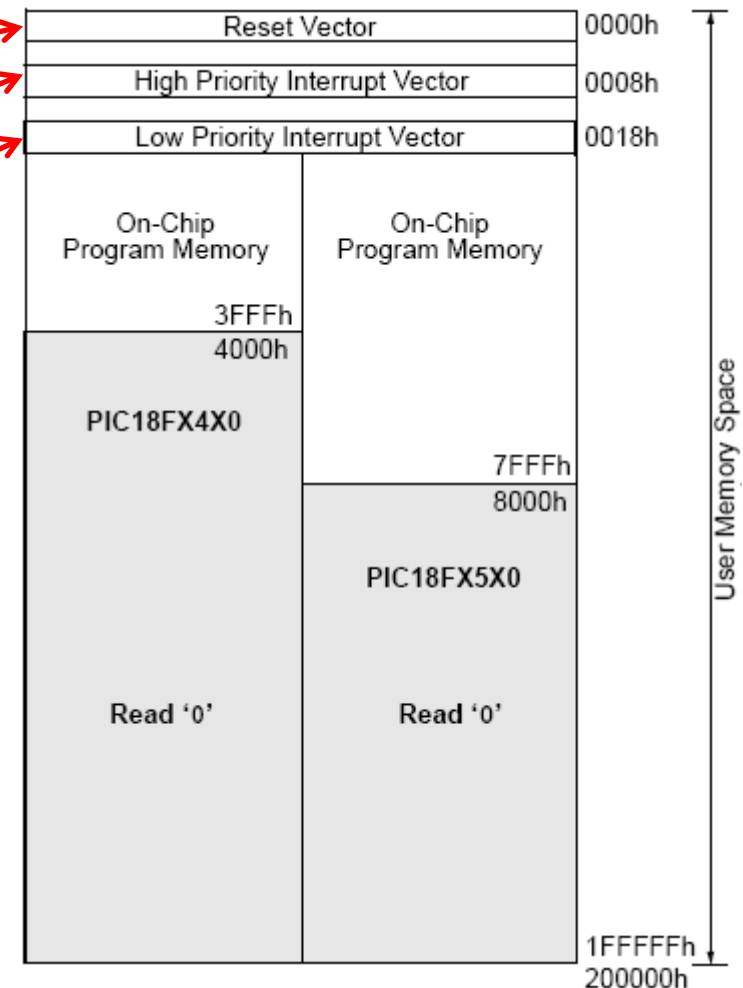 Reset Vector
0000h
High Priority Interrupt Vector
0008h
Low Priority Interrupt Vector
0018h
On-Chip
Program Memory
On-Chip
Program Memory
3FFFh
4000h
PIC18FX4X0
7FFFh
8000h
PIC18FX5X0
Read ‘0’
Read ‘0’
User Memory Space
1FFFFFh
200000h